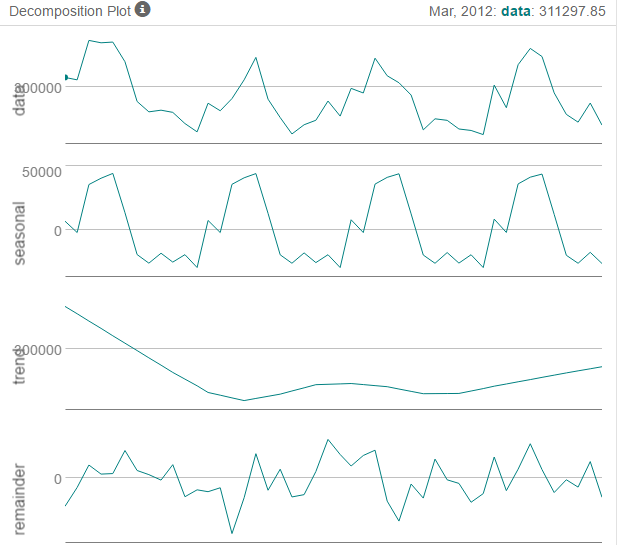 Decomposition Plot
Mar, 2012: data: 311297.85
data
300000
50000
seasonal
0
trend
300000
remainder
0